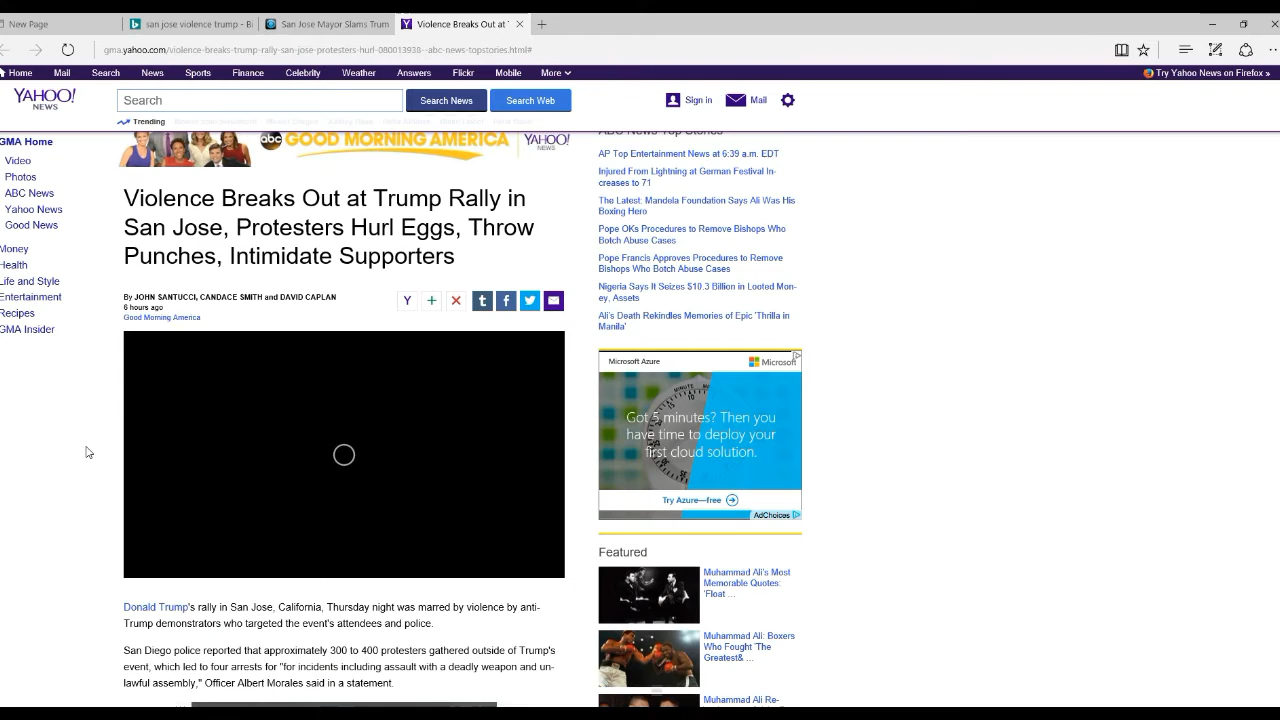 New Page
san jose violence trump - Bi
San Jose Mayor Slams Trum
Violence Breaks Out at T
gma.yahoo.com/violence-breaks-trump-rally-san-jose-protesters-hurl-080013938--abc-news-topstories.html#
Home Mail Search News Sports Finance Celebrity Weather Answers Flickr Mobile More
Try Yahoo News on Firefox »
YAHOO!
NEWS
Search
Search News
Search Web
Sign in
Mail
Trending
GMA Home
Video
Photos
ABC News
Yahoo News
Good News
Money
Health
Life and Style
Entertainment
Recipes
GMA Insider
abc GOOD MORNING AMERICA
YAHOO!
NEWS
Violence Breaks Out at Trump Rally in
San Jose, Protesters Hurl Eggs, Throw
Punches, Intimidate Supporters
By JOHN SANTUCCI, CANDACE SMITH and DAVID CAPLAN
6 hours ago
Good Morning America
Donald Trump's rally in San Jose, California, Thursday night was marred by violence by anti-
Trump demonstrators who targeted the event's attendees and police.
San Diego police reported that approximately 300 to 400 protesters gathered outside of Trump's
event, which led to four arrests for "for incidents including assault with a deadly weapon and un-
lawful assembly," Officer Albert Morales said in a statement.
ABC News Top Stories
AP Top Entertainment News at 6:39 a.m. EDT
Injured From Lightning at German Festival In-
creases to 71
The Latest: Mandela Foundation Says Ali Was His
Boxing Hero
Pope OKs Procedures to Remove Bishops Who
Botch Abuse Cases
Pope Francis Approves Procedures to Remove
Bishops Who Botch Abuse Cases
Nigeria Says It Seizes $10.3 Billion in Looted Mon-
ey, Assets
Ali's Death Rekindles Memories of Epic 'Thrilla in
Manila'
Microsoft Azure
Microsoft
Got 5 minutes? Then you
have time to deploy your
first cloud solution.
Try Azure—free
AdChoices
Featured
Muhammad Ali's Most
Memorable Quotes:
'Float ...
Muhammad Ali: Boxers
Who Fought 'The
Greatest& ...
Muhammad Ali Re-